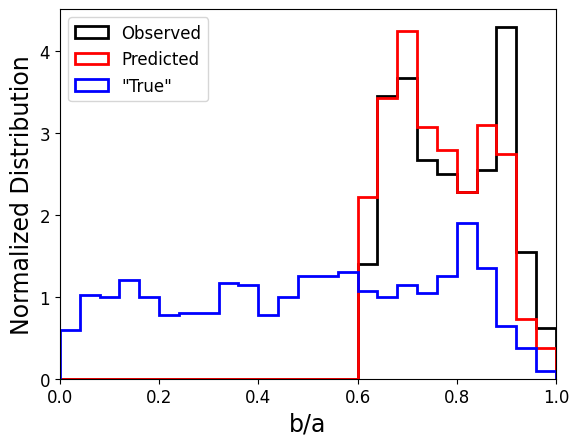 Observed
Predicted
"True"
Normalized Distribution
4
3
2
1
0
0.0 0.2 0.4 0.6 0.8 1.0
b/a